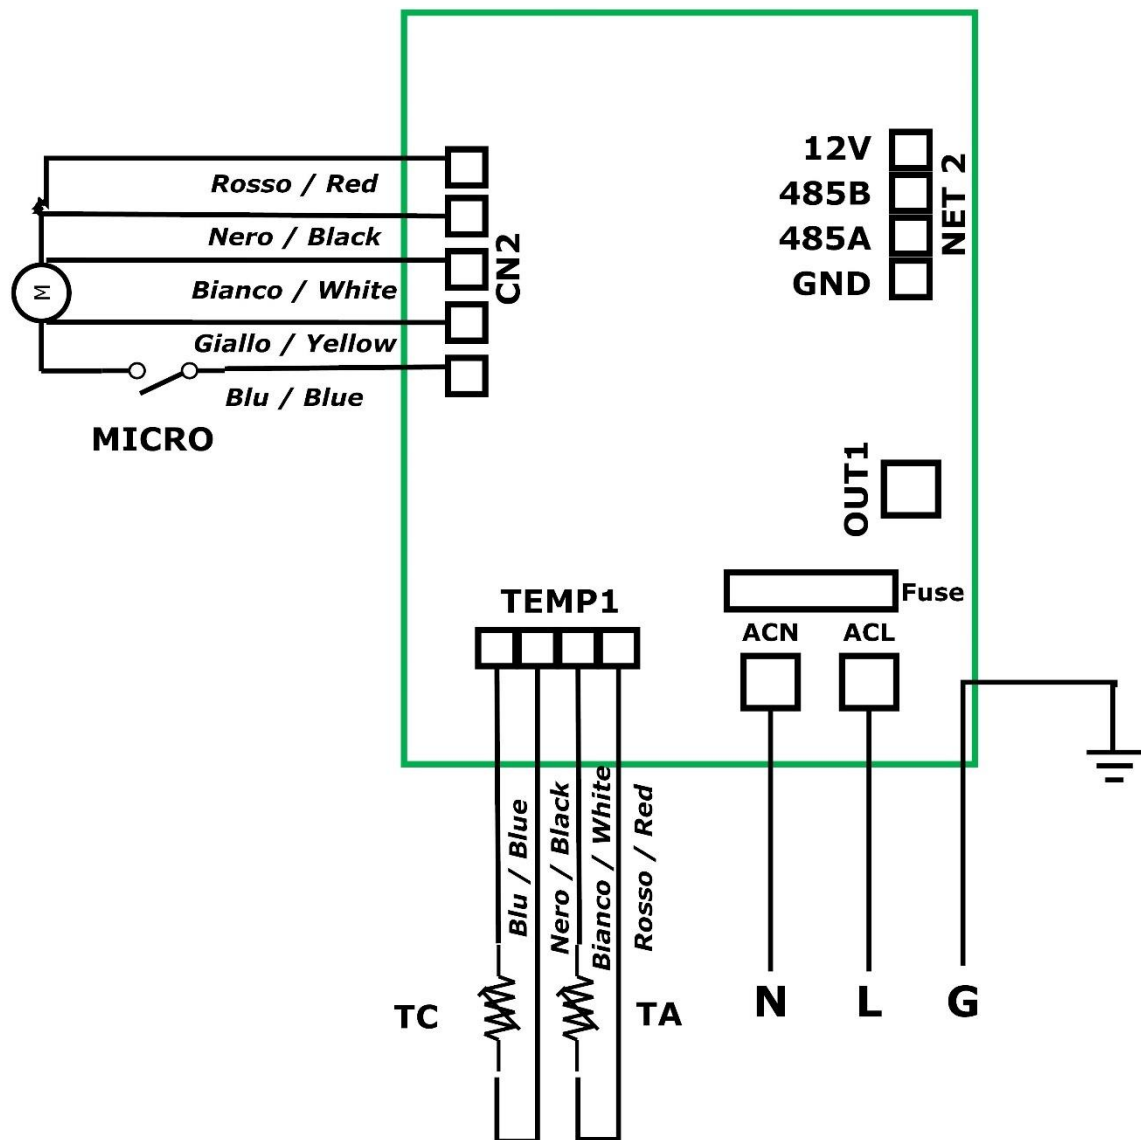 12V
Rosso / Red
485B
NET 2
Nero / Black
485A
CN2
Bianco / White
GND
M
Giallo / Yellow
Blu / Blue
MICRO
OUT1
Fuse
TEMP1
ACN
ACL
Blu / Blue
Nero / Black
Bianco / White
Rosso / Red
TC
TA
N
L
G